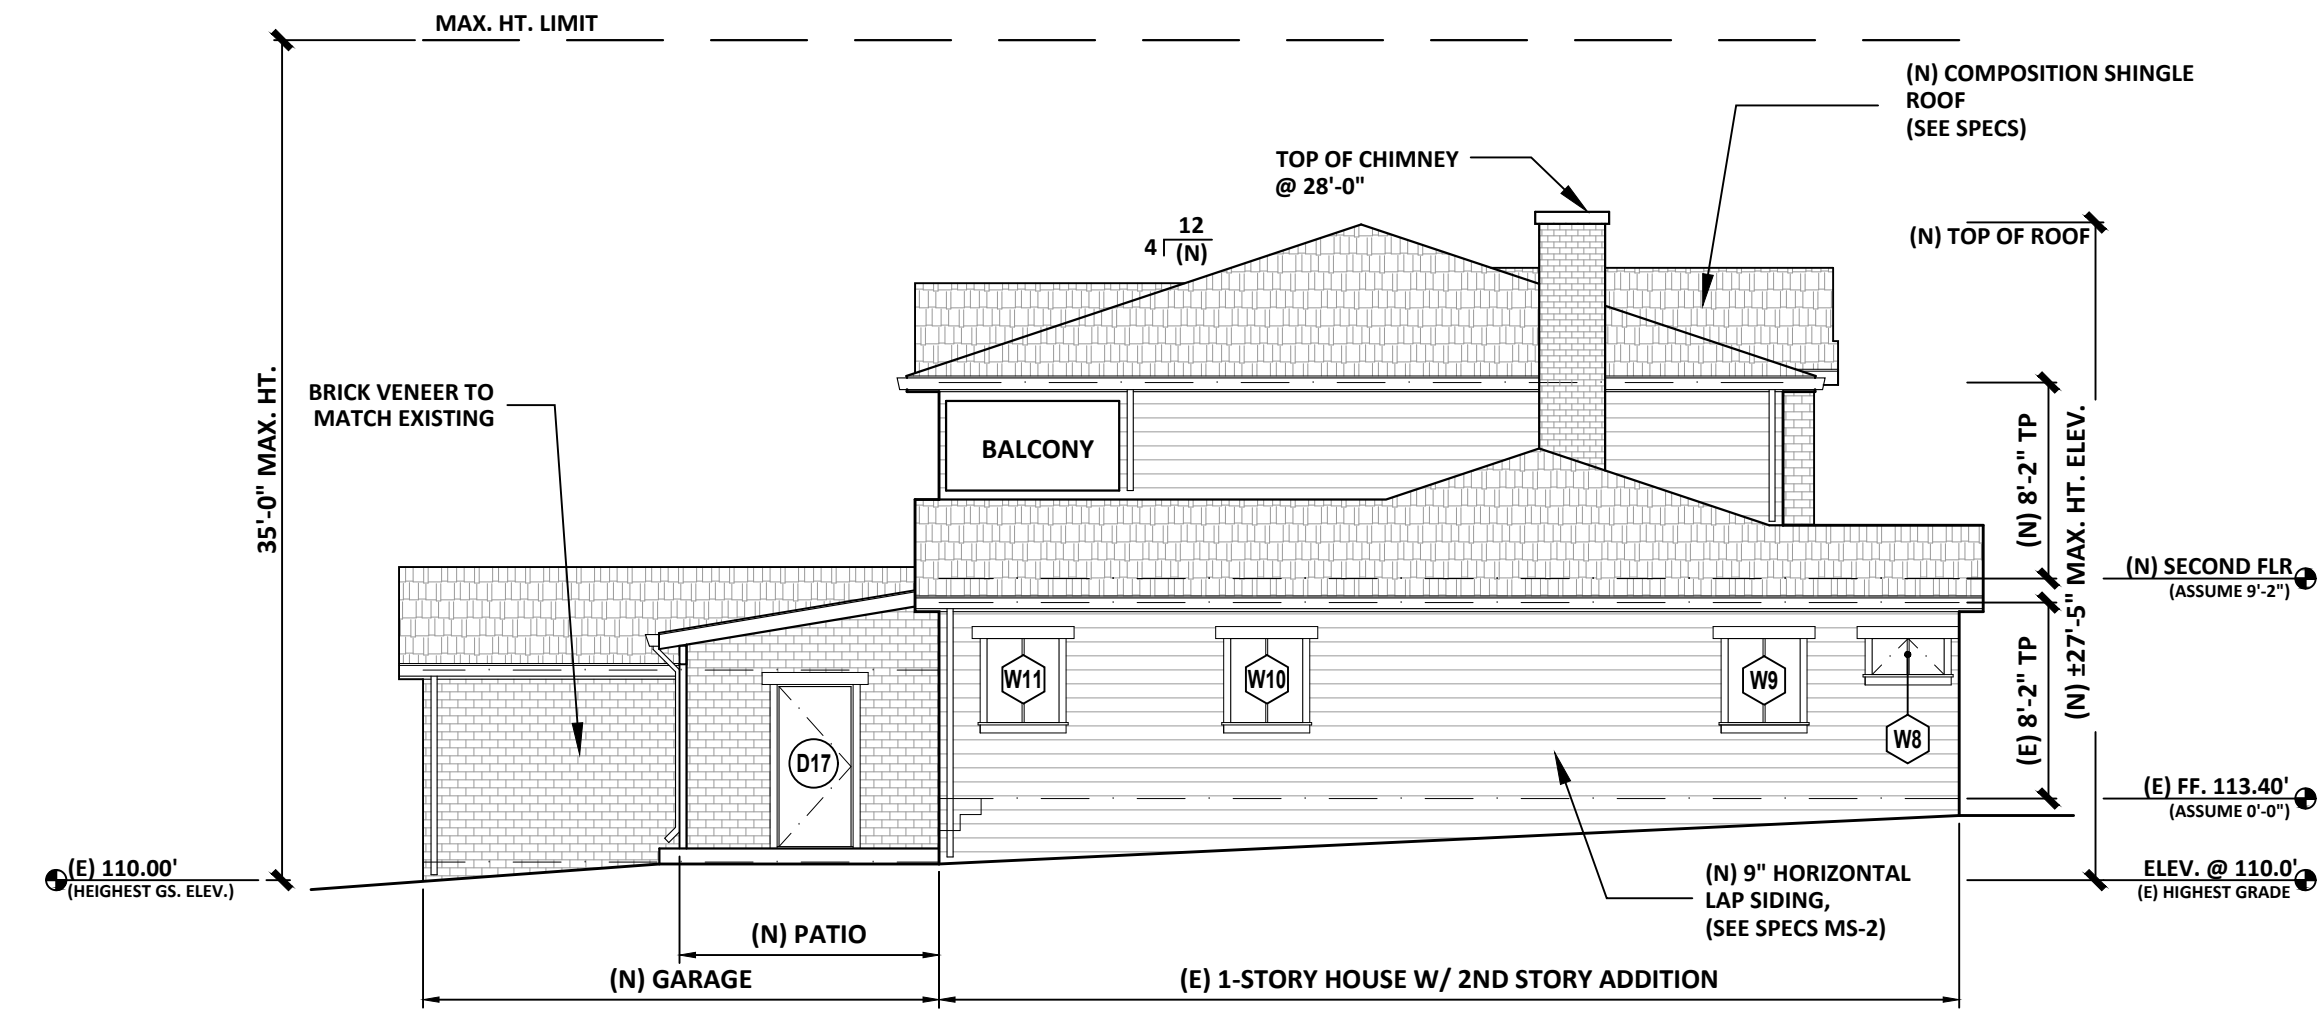 MAX. HT. LIMIT
(N) COMPOSITION SHINGLE
ROOF
(SEE SPECS)
TOP OF CHIMNEY
@ 28'-0"
12
4
(N)
(N) TOP OF ROOF
35'-0" MAX. HT.
BRICK VENEER TO
MATCH EXISTING
BALCONY
(N) 8'-2" TP
(N) ±27'-5" MAX. HT. ELEV.
(N) SECOND FLR
(ASSUME 9'-2")
(E) 8'-2" TP
W11
W10
W9
W8
D17
(E) FF. 113.40'
(ASSUME 0'-0")
(E) 110.00'
(HEIGHEST GS. ELEV.)
ELEV. @ 110.0'
(E) HIGHEST GRADE
(N) 9" HORIZONTAL
LAP SIDING,
(SEE SPECS MS-2)
(N) PATIO
(N) GARAGE
(E) 1-STORY HOUSE W/ 2ND STORY ADDITION